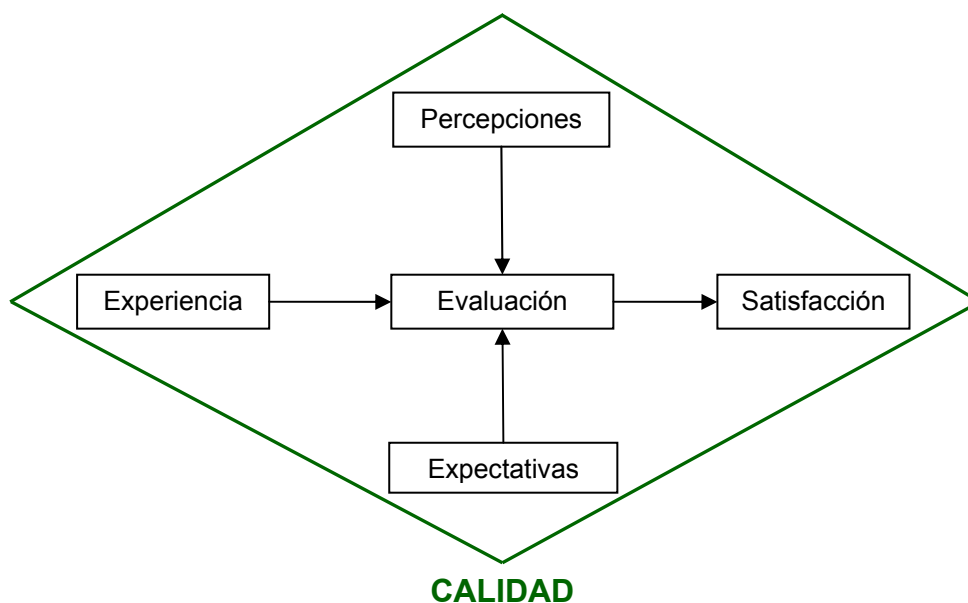 Percepciones
Experiencia
Evaluación
Satisfacción
Expectativas
CALIDAD